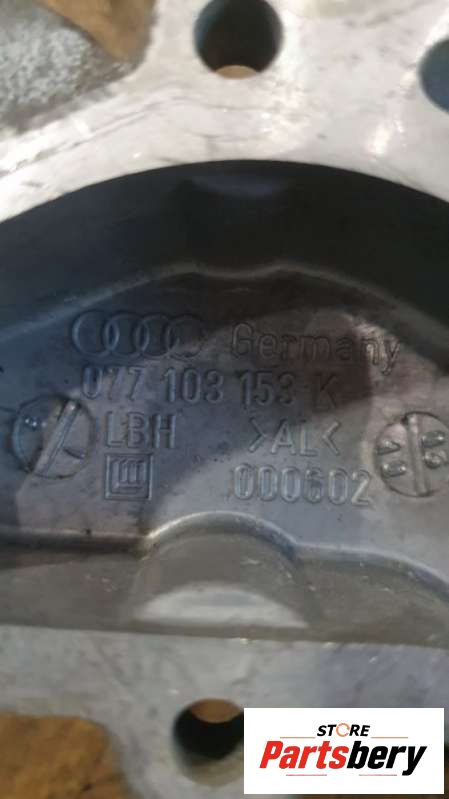 Germany
077 103 153 K
LBH >AL<
000602
STORE
Partsbery